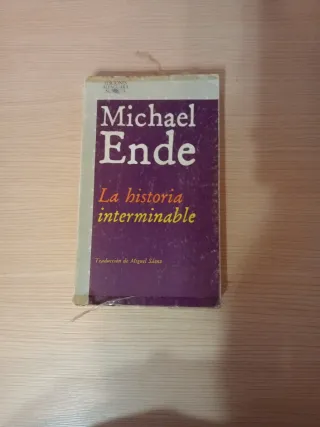 Michael
Ende
La historia
interminable
Traducción de Miguel Sáenz